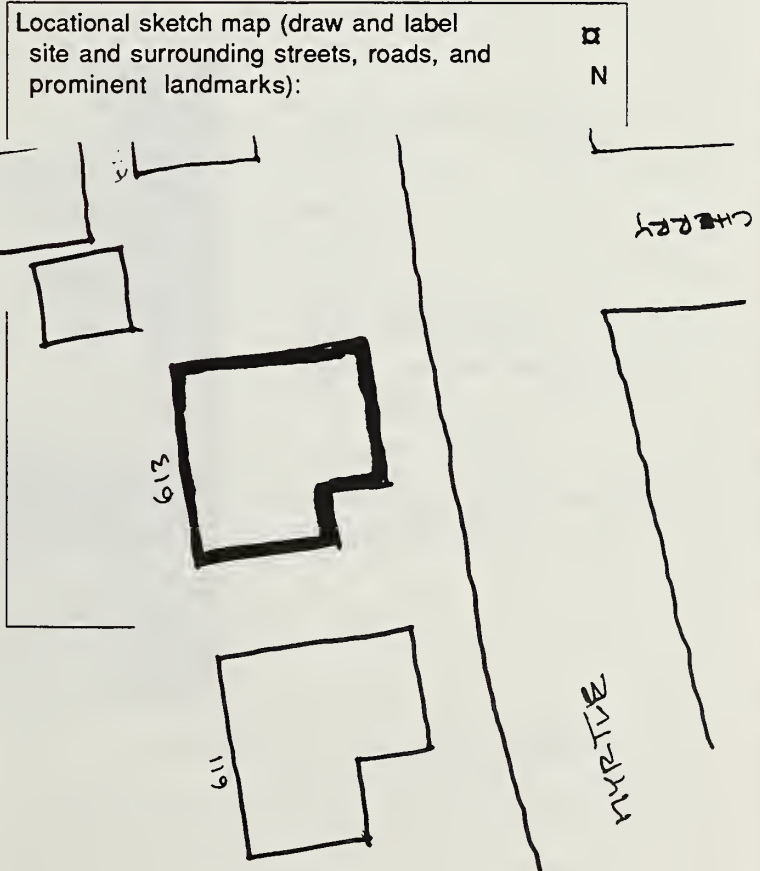 Locational sketch map (draw and label
site and surrounding streets, roads, and
prominent landmarks):
N
CHERRY
613
611
MYRTLE